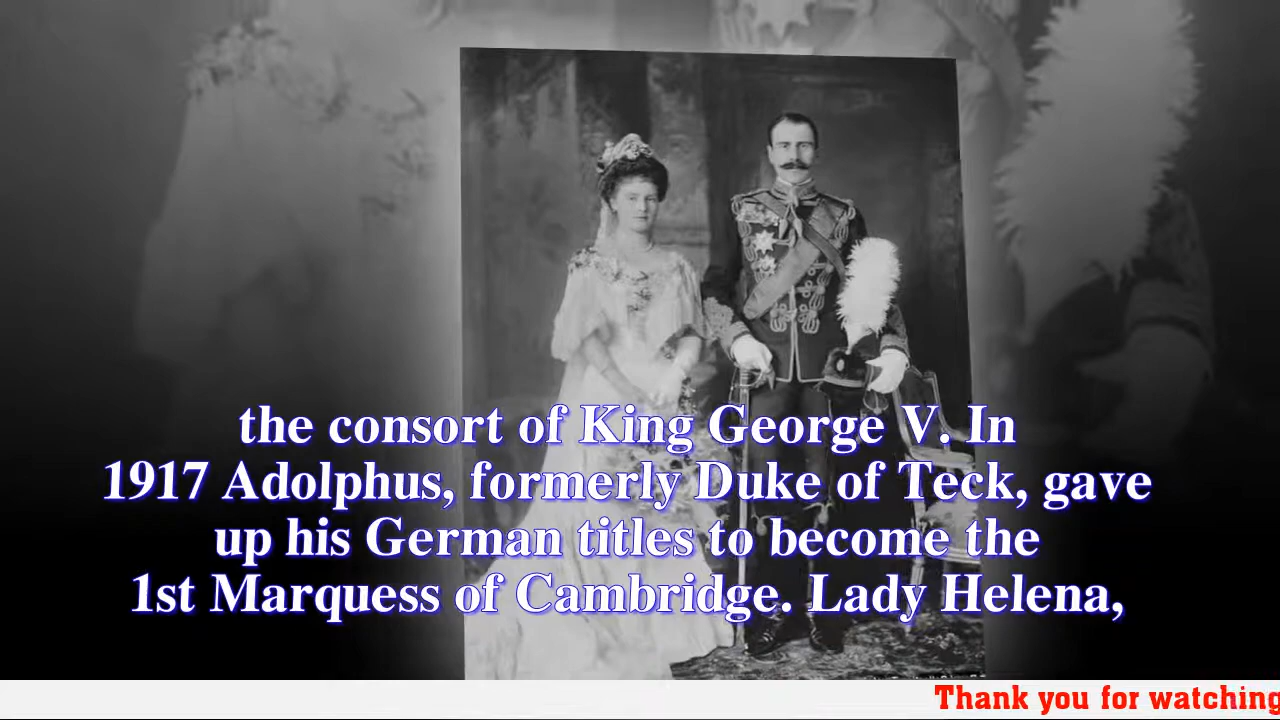 the consort of King George V. In
1917 Adolphus, formerly Duke of Teck, gave
up his German titles to become the
1st Marquess of Cambridge. Lady Helena,
Thank you for watching